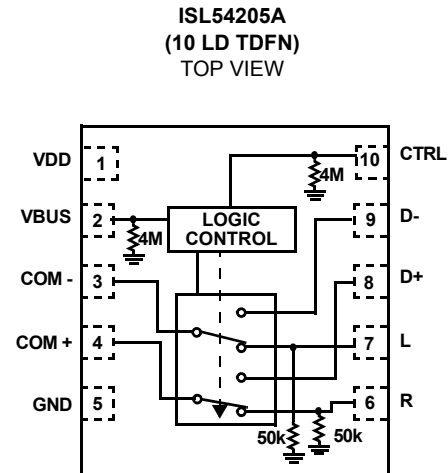 ISL54205A
(10 LD TDFN)
TOP VIEW
VDD 1
10 CTRL
4M
VBUS 2
4M
LOGIC
CONTROL
9 D-
COM - 3
8 D+
COM + 4
7 L
GND 5
6 R
50k
50k